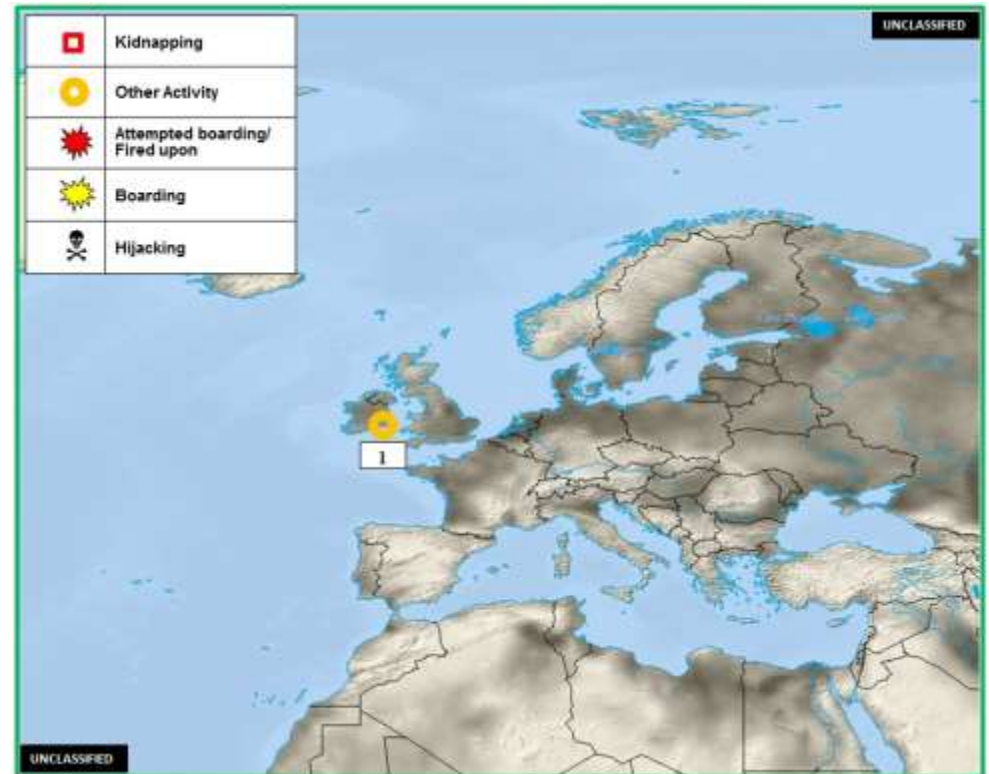 UNCLASSIFIED
Kidnapping
Other Activity
Attempted boarding/
Fired upon
Boarding
Hijacking
1
UNCLASSIFIED